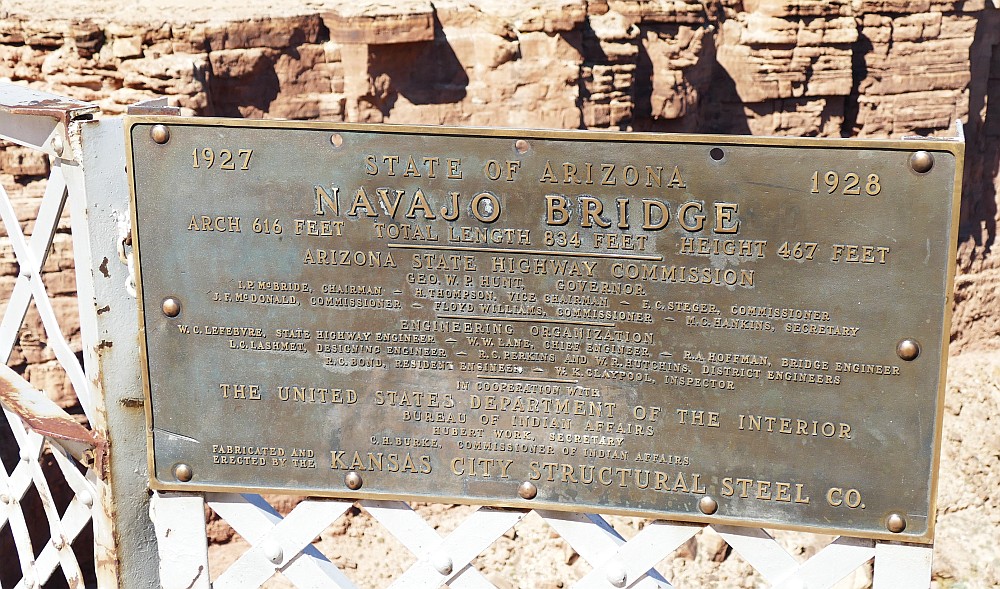 1927 STATE OF ARIZONA 1928
NAVAJO BRIDGE
ARCH 616 FEET TOTAL LENGTH 834 FEET HEIGHT 467 FEET
ARIZONA STATE HIGHWAY COMMISSION
GEO. W. P. HUNT, GOVERNOR
I.P. McBRIDE, CHAIRMAN — H. THOMPSON, VICE CHAIRMAN — E.G. STEGER, COMMISSIONER
J.F. McDONALD, COMMISSIONER — FLOYD WILLIAMS, COMMISSIONER — M.C. HANKINS, SECRETARY
ENGINEERING ORGANIZATION
W.C. LEFEBVRE, STATE HIGHWAY ENGINEER — W.W. LANE, CHIEF ENGINEER — R.A. HOFFMAN, BRIDGE ENGINEER
L.C. LASHMET, DESIGNING ENGINEER — R.C. PERKINS AND W.R. HUTCHINS, DISTRICT ENGINEERS
R.C. BOND, RESIDENT ENGINEER — W.K. CLAYPOOL, INSPECTOR
IN COOPERATION WITH
THE UNITED STATES DEPARTMENT OF THE INTERIOR
BUREAU OF INDIAN AFFAIRS
HUBERT WORK, SECRETARY
C.H. BURKE, COMMISSIONER OF INDIAN AFFAIRS
FABRICATED AND
ERECTED BY THE KANSAS CITY STRUCTURAL STEEL CO.